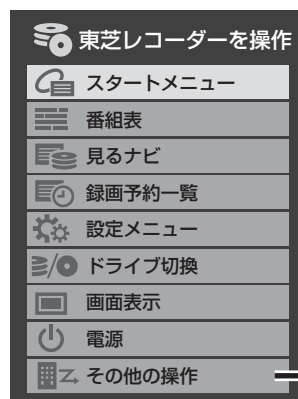 東芝レコーダーを操作
スタートメニュー
番組表
見るナビ
録画予約一覧
設定メニュー
ドライブ切換
画面表示
電源
その他の操作